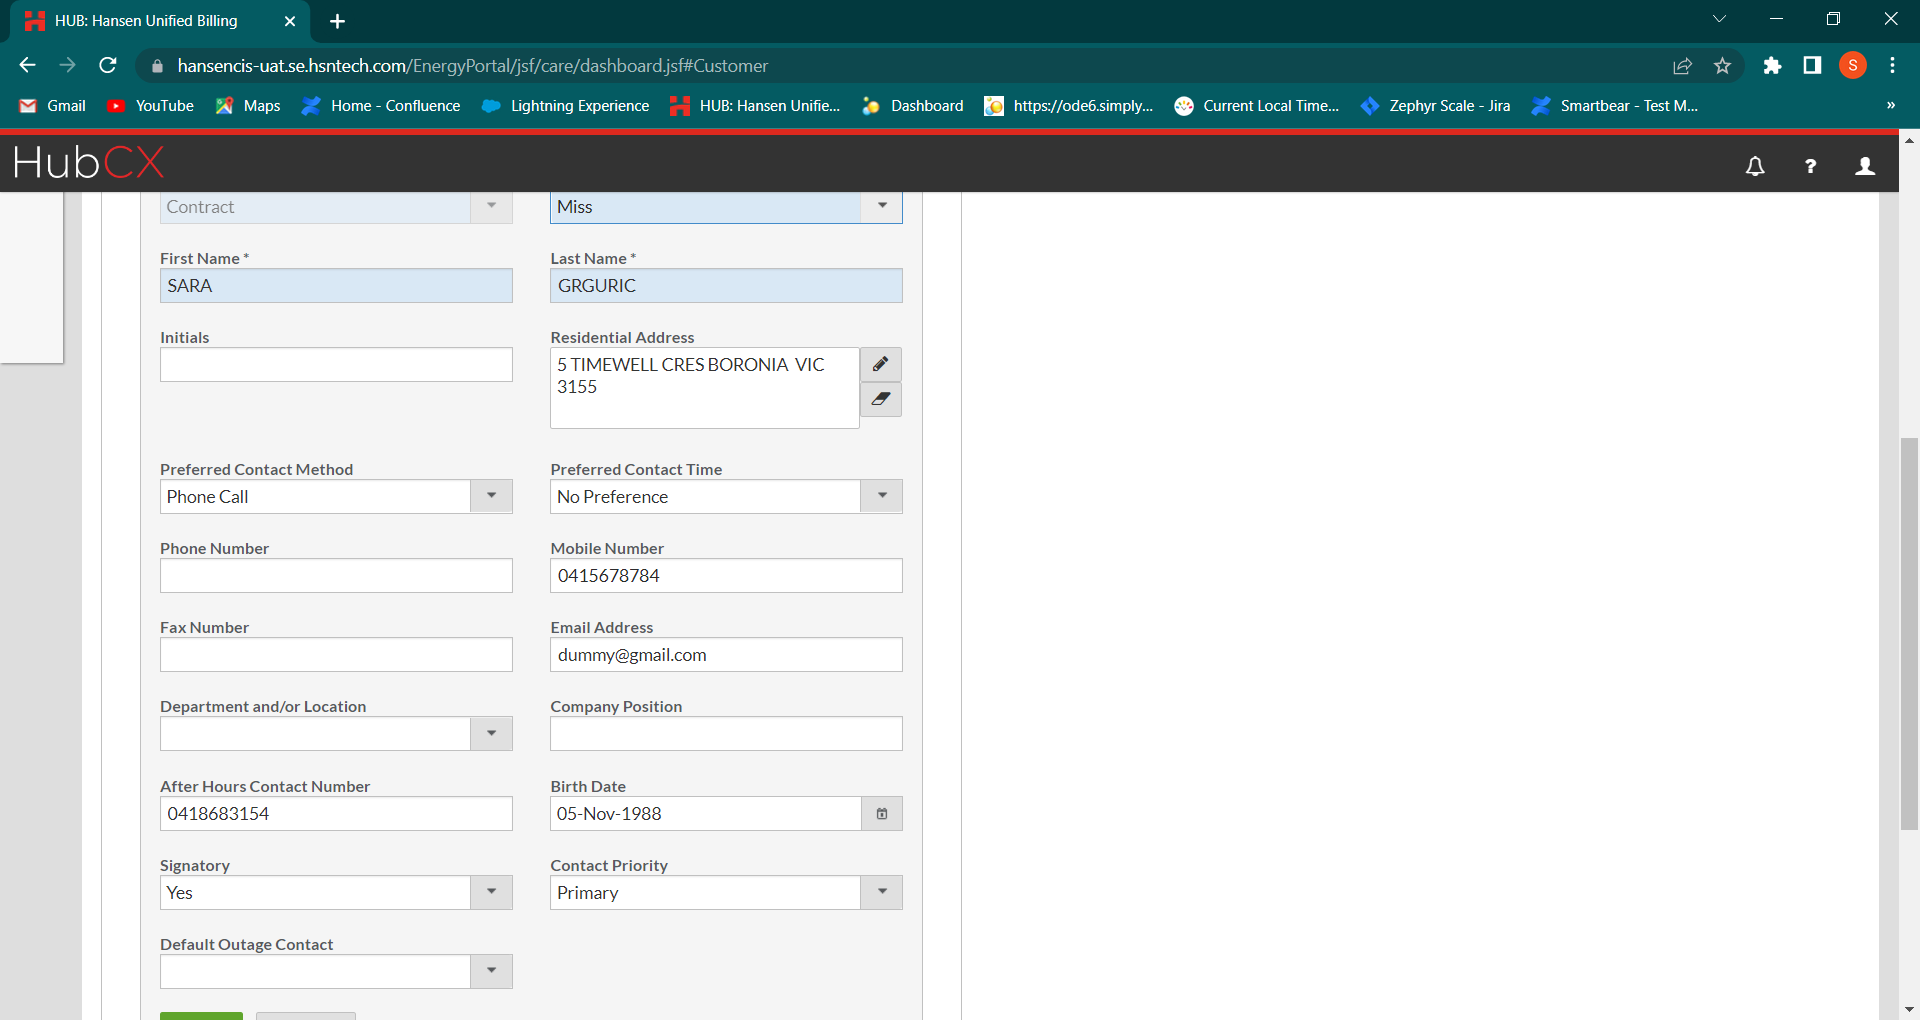 HUB: Hansen Unified Billing
hansencis-uat.se.hsntech.com/EnergyPortal/jsf/care/dashboard.jsf#Customer
S
Gmail YouTube Maps Home - Confluence Lightning Experience HUB: Hansen Unifie... Dashboard https://ode6.simply... Current Local Time... Zephyr Scale - Jira Smartbear - Test M... »
HubCX
?
Contract Miss
First Name * Last Name *
SARA GRGURIC
Initials Residential Address
5 TIMEWELL CRES BORONIA VIC
3155
Preferred Contact Method Preferred Contact Time
Phone Call No Preference
Phone Number Mobile Number
0415678784
Fax Number Email Address
dummy@gmail.com
Department and/or Location Company Position
After Hours Contact Number Birth Date
0418683154 05-Nov-1988
Signatory Contact Priority
Yes Primary
Default Outage Contact